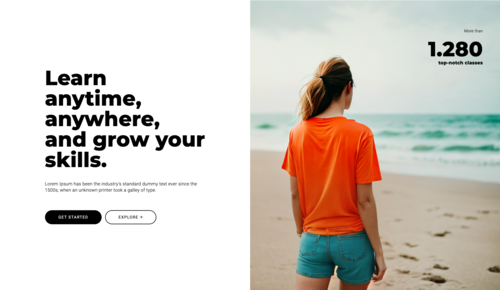 Learn
anytime,
anywhere,
and grow your
skills.
Lorem Ipsum has been the industry's standard dummy text ever since the
1500s, when an unknown printer took a galley of type.
GET STARTED
EXPLORE →
More than
1.280
top-notch classes